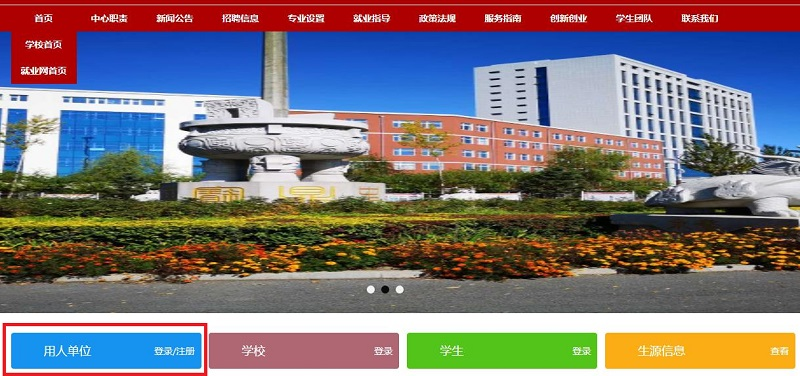 首页 中心职责 新闻公告 招聘信息 专业设置 就业指导 政策法规 服务指南 创新创业 学生团队 联系我们
学校首页
就业网首页
用人单位 登录/注册 学校 登录 学生 登录 生源信息 查看